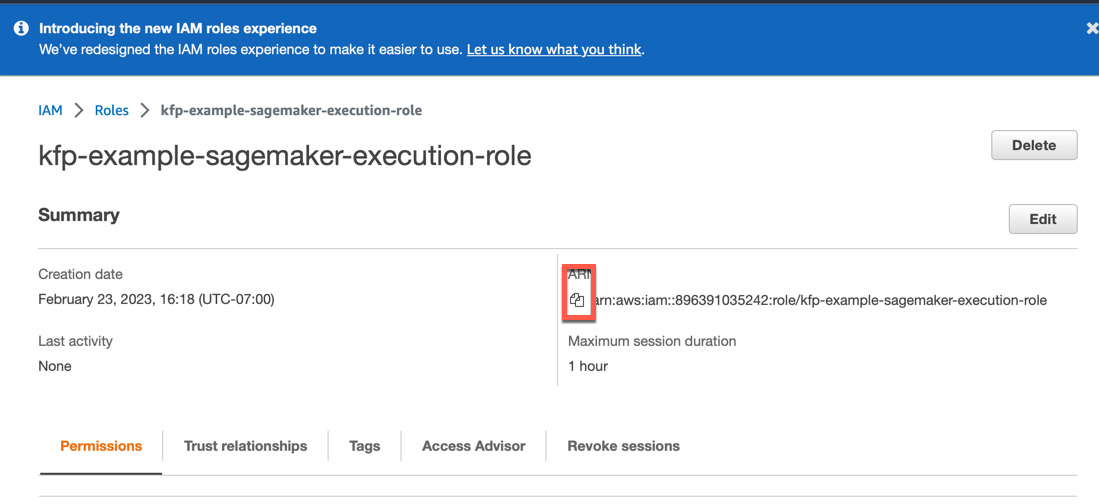 Introducing the new IAM roles experience
We've redesigned the IAM roles experience to make it easier to use. Let us know what you think.
IAM > Roles > kfp-example-sagemaker-execution-role
kfp-example-sagemaker-execution-role
Delete
Summary
Edit
Creation date
February 23, 2023, 16:18 (UTC-07:00)
ARN
arn:aws:iam::896391035242:role/kfp-example-sagemaker-execution-role
Last activity
None
Maximum session duration
1 hour
Permissions
Trust relationships
Tags
Access Advisor
Revoke sessions